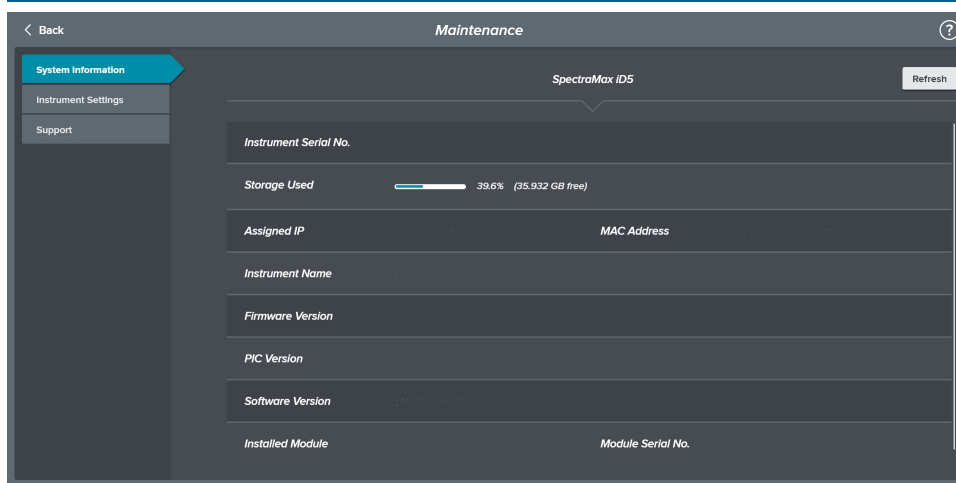 Back
Maintenance
?
System Information
Instrument Settings
Support
SpectraMax iD5
Refresh
Instrument Serial No.
Storage Used 39.6% (35.932 GB free)
Assigned IP MAC Address
Instrument Name
Firmware Version
PIC Version
Software Version
Installed Module Module Serial No.